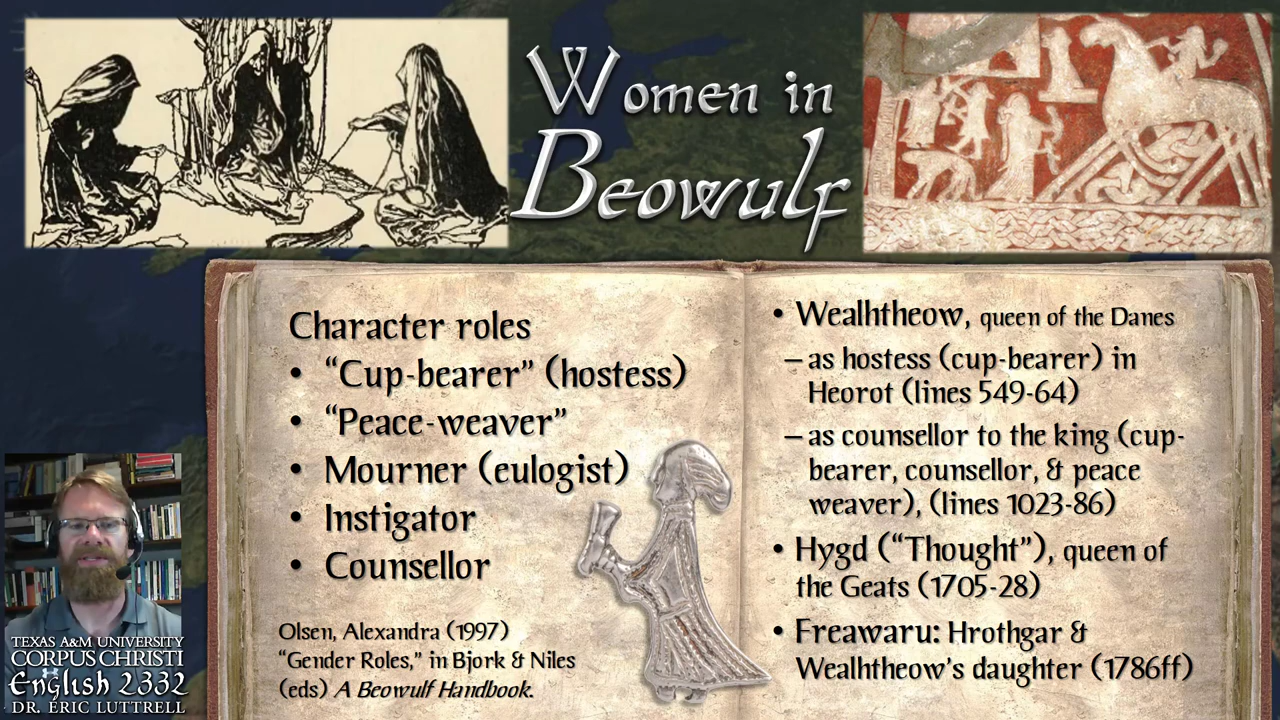 Women in
Beowulf
Character roles
• “Cup-bearer” (hostess)
• “Peace-weaver”
• Mourner (eulogist)
• Instigator
• Counsellor
Olsen, Alexandra (1997)
“Gender Roles,” in Bjork & Niles
(eds) A Beowulf Handbook.
• Wealhtheow, queen of the Danes
– as hostess (cup-bearer) in
Heorot (lines 549-64)
– as counsellor to the king (cup-
bearer, counsellor, & peace
weaver), (lines 1023-86)
• Hygd (“Thought”), queen of
the Geats (1705-28)
• Freawaru: Hrothgar &
Wealhtheow’s daughter (1786ff)
TEXAS A&M UNIVERSITY
CORPUS CHRISTI
English 2332
DR. ERIC LUTTRELL